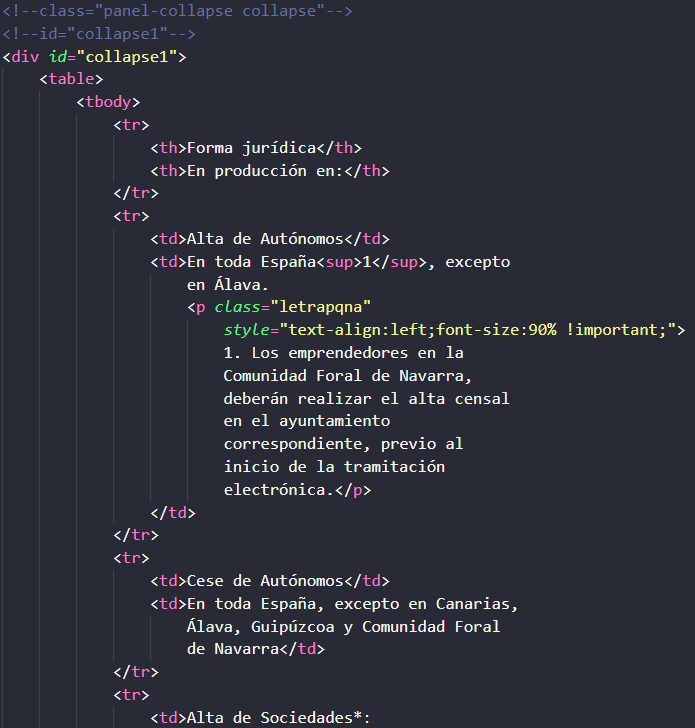 <!--class="panel-collapse collapse"-->
<!--id="collapse1"-->
<div id="collapse1">
<table>
<tbody>
<tr>
<th>Forma jurídica</th>
<th>En producción en:</th>
</tr>
<tr>
<td>Alta de Autónomos</td>
<td>En toda España<sup>1</sup>, excepto
en Álava.
<p class="letrapqna"
style="text-align:left;font-size:90% !important;">
1. Los emprendedores en la
Comunidad Foral de Navarra,
deberán realizar el alta censal
en el ayuntamiento
correspondiente, previo al
inicio de la tramitación
electrónica.</p>
</td>
</tr>
<tr>
<td>Cese de Autónomos</td>
<td>En toda España, excepto en Canarias,
Álava, Guipúzcoa y Comunidad Foral
de Navarra</td>
</tr>
<tr>
<td>Alta de Sociedades*: